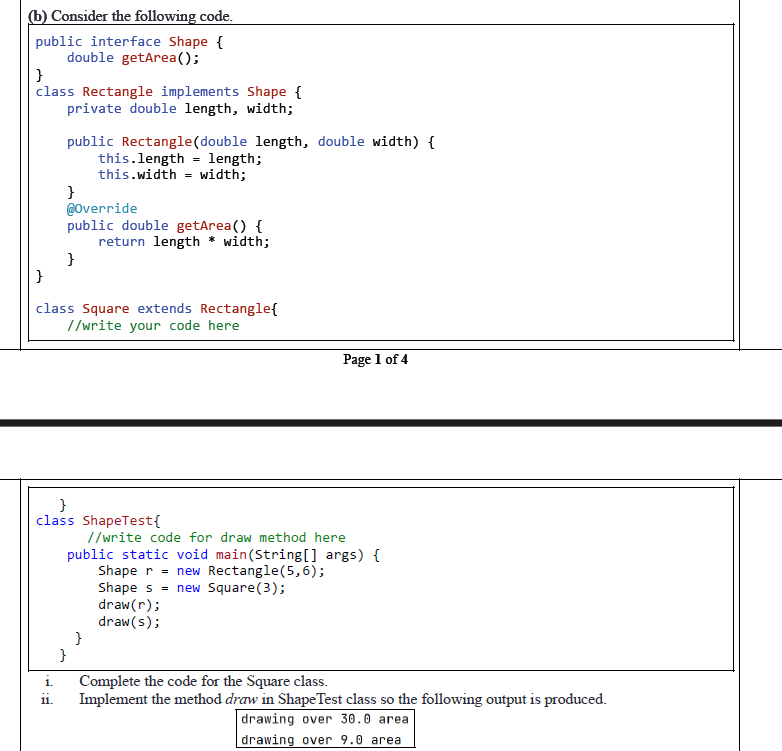 (b) Consider the following code.
public interface Shape {
    double getArea();
}
class Rectangle implements Shape {
    private double length, width;

    public Rectangle(double length, double width) {
        this.length = length;
        this.width = width;
    }
    @Override
    public double getArea() {
        return length * width;
    }
}

class Square extends Rectangle{
    //write your code here
Page 1 of 4
}
class ShapeTest{
    //write code for draw method here
    public static void main(String[] args) {
        Shape r = new Rectangle(5,6);
        Shape s = new Square(3);
        draw(r);
        draw(s);
    }
}
i. Complete the code for the Square class.
ii. Implement the method draw in ShapeTest class so the following output is produced.
drawing over 30.0 area
drawing over 9.0 area